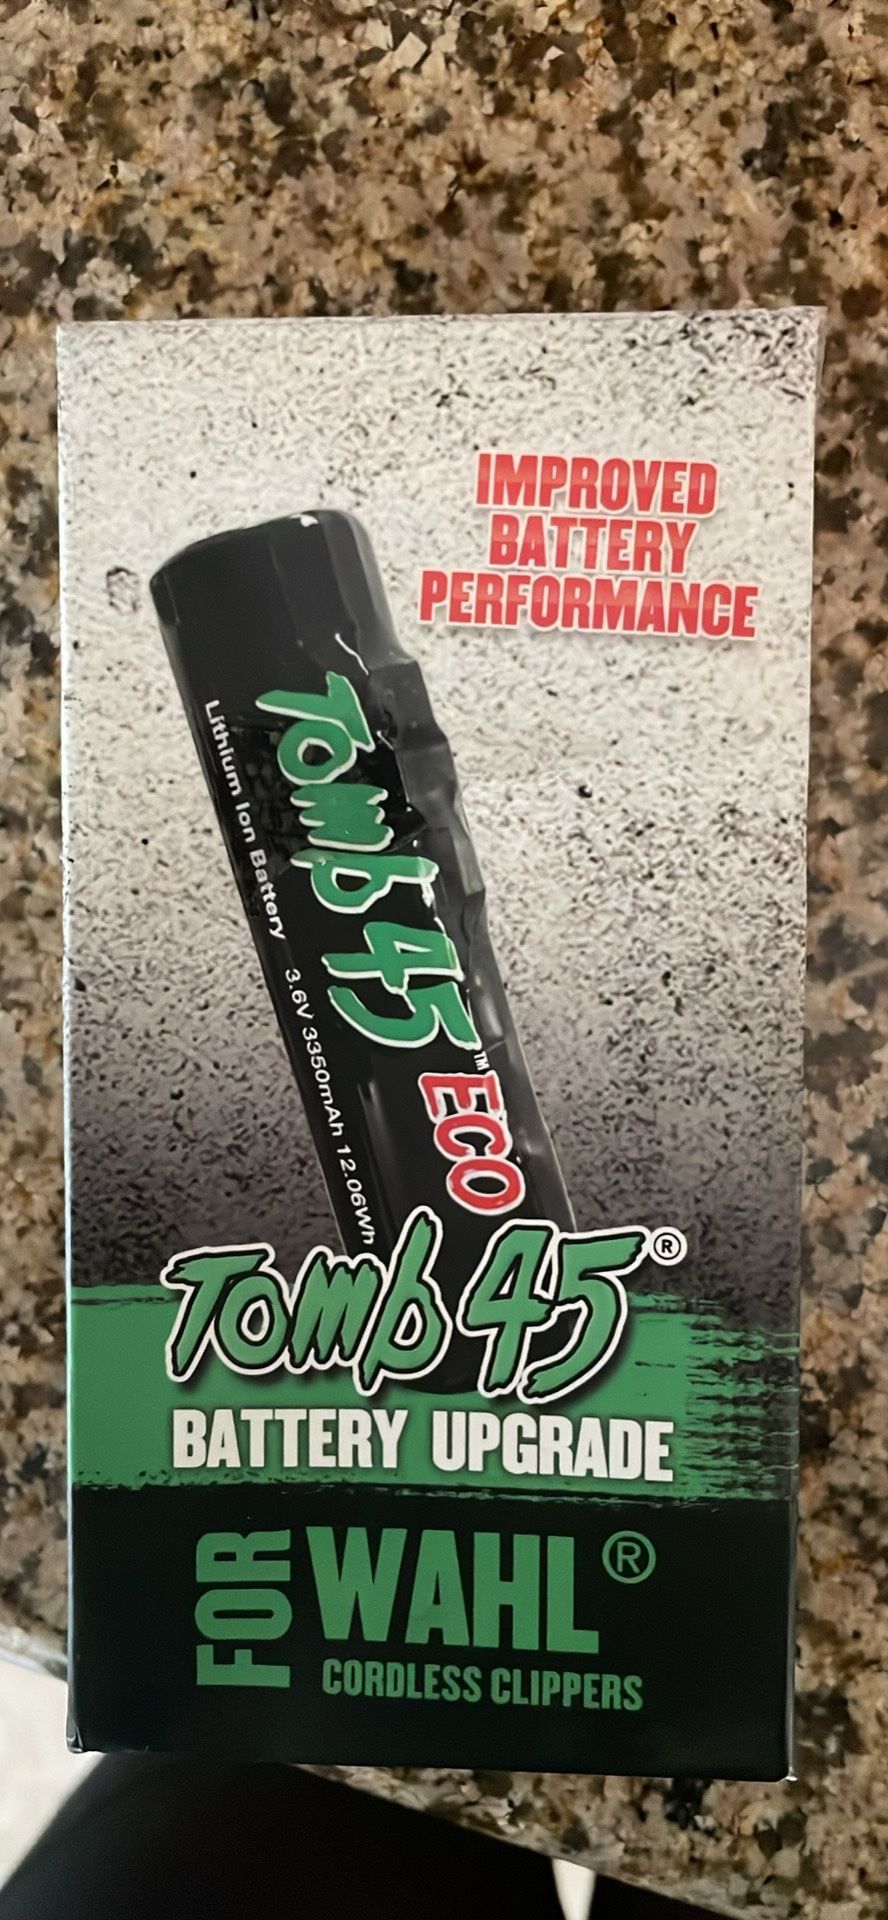 IMPROVED
BATTERY
PERFORMANCE
Tomb 45™ ECO
Lithium Ion Battery 3.6V 3350mAh 12.06Wh
Tomb 45®
BATTERY UPGRADE
FOR WAHL®
CORDLESS CLIPPERS